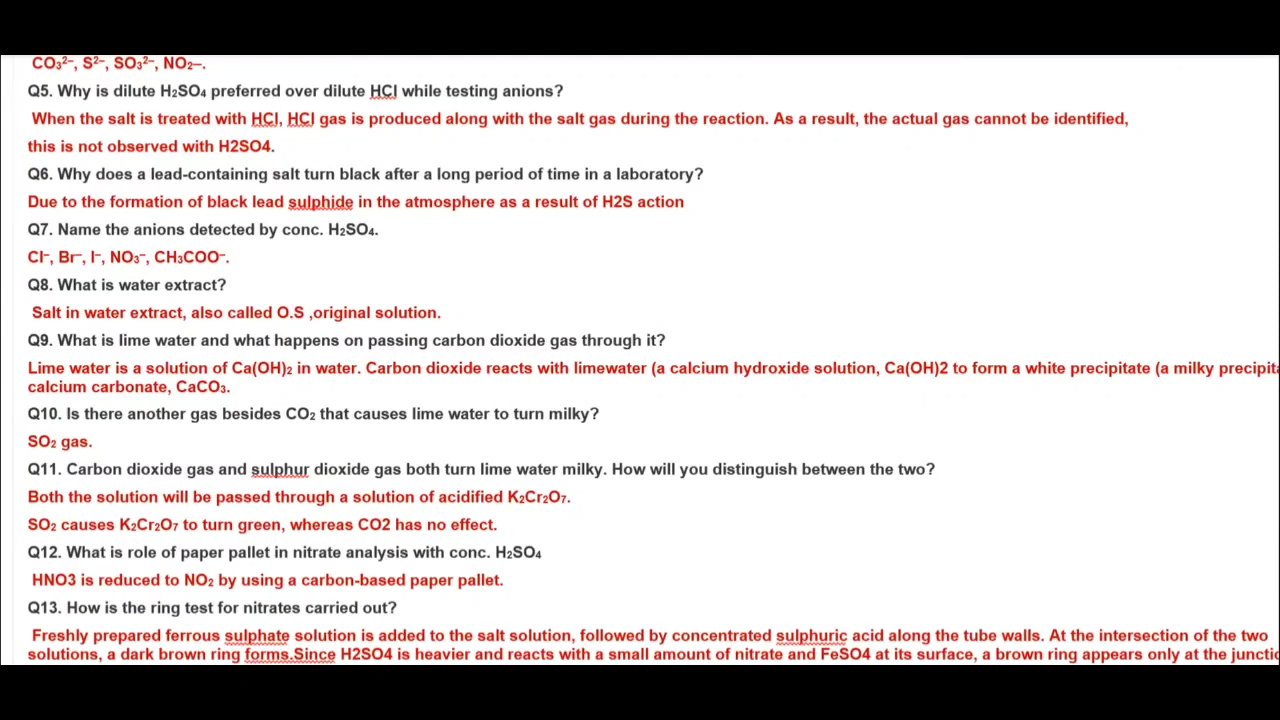 CO₃²⁻, S²⁻, SO₃²⁻, NO₂–.
Q5. Why is dilute H₂SO₄ preferred over dilute HCl while testing anions?
When the salt is treated with HCl, HCl gas is produced along with the salt gas during the reaction. As a result, the actual gas cannot be identified,
this is not observed with H2SO4.
Q6. Why does a lead-containing salt turn black after a long period of time in a laboratory?
Due to the formation of black lead sulphide in the atmosphere as a result of H2S action
Q7. Name the anions detected by conc. H₂SO₄.
Cl⁻, Br⁻, I⁻, NO₃⁻, CH₃COO⁻.
Q8. What is water extract?
Salt in water extract, also called O.S ,original solution.
Q9. What is lime water and what happens on passing carbon dioxide gas through it?
Lime water is a solution of Ca(OH)₂ in water. Carbon dioxide reacts with limewater (a calcium hydroxide solution, Ca(OH)2 to form a white precipitate (a milky precipita
calcium carbonate, CaCO₃.
Q10. Is there another gas besides CO₂ that causes lime water to turn milky?
SO₂ gas.
Q11. Carbon dioxide gas and sulphur dioxide gas both turn lime water milky. How will you distinguish between the two?
Both the solution will be passed through a solution of acidified K₂Cr₂O₇.
SO₂ causes K₂Cr₂O₇ to turn green, whereas CO2 has no effect.
Q12. What is role of paper pallet in nitrate analysis with conc. H₂SO₄
HNO3 is reduced to NO₂ by using a carbon-based paper pallet.
Q13. How is the ring test for nitrates carried out?
Freshly prepared ferrous sulphate solution is added to the salt solution, followed by concentrated sulphuric acid along the tube walls. At the intersection of the two
solutions, a dark brown ring forms.Since H2SO4 is heavier and reacts with a small amount of nitrate and FeSO4 at its surface, a brown ring appears only at the junctio